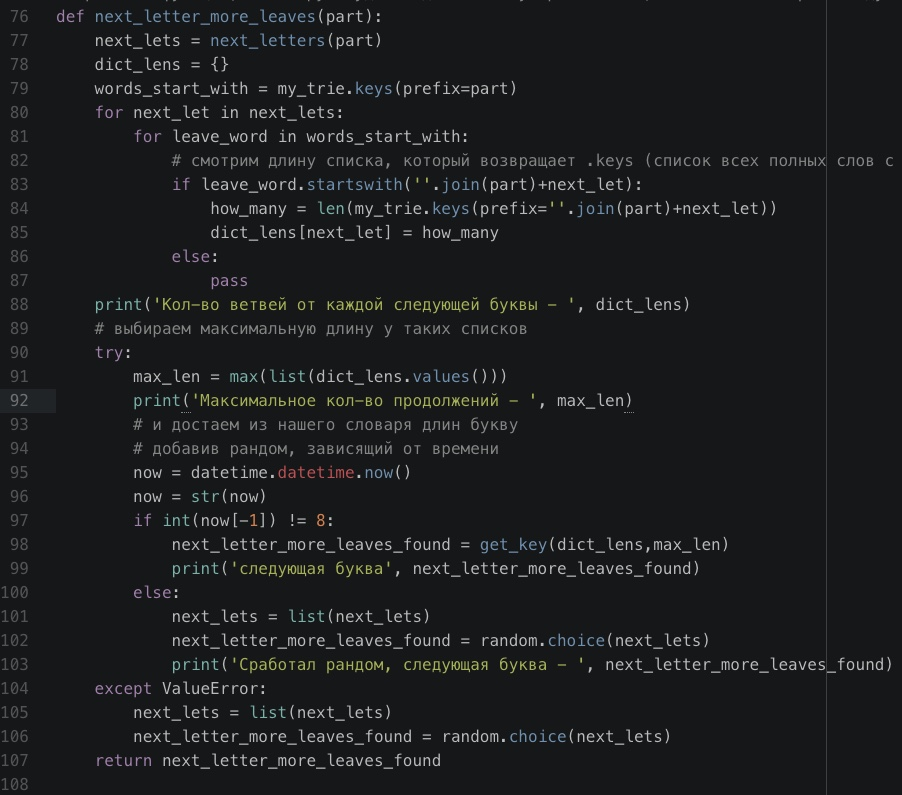 76 def next_letter_more_leaves(part):
77     next_lets = next_letters(part)
78     dict_lens = {}
79     words_start_with = my_trie.keys(prefix=part)
80     for next_let in next_lets:
81         for leave_word in words_start_with:
82             # смотрим длину списка, который возвращает .keys (список всех полных слов с
83             if leave_word.startswith(''.join(part)+next_let):
84                 how_many = len(my_trie.keys(prefix=''.join(part)+next_let))
85                 dict_lens[next_let] = how_many
86             else:
87                 pass
88     print('Кол-во ветвей от каждой следующей буквы - ', dict_lens)
89     # выбираем максимальную длину у таких списков
90     try:
91         max_len = max(list(dict_lens.values()))
92         print('Максимальное кол-во продолжений - ', max_len)
93         # и достаем из нашего словаря длин букву
94         # добавив рандом, зависящий от времени
95         now = datetime.datetime.now()
96         now = str(now)
97         if int(now[-1]) != 8:
98             next_letter_more_leaves_found = get_key(dict_lens,max_len)
99             print('следующая буква', next_letter_more_leaves_found)
100         else:
101             next_lets = list(next_lets)
102             next_letter_more_leaves_found = random.choice(next_lets)
103             print('Сработал рандом, следующая буква - ', next_letter_more_leaves_found)
104     except ValueError:
105         next_lets = list(next_lets)
106         next_letter_more_leaves_found = random.choice(next_lets)
107     return next_letter_more_leaves_found
108